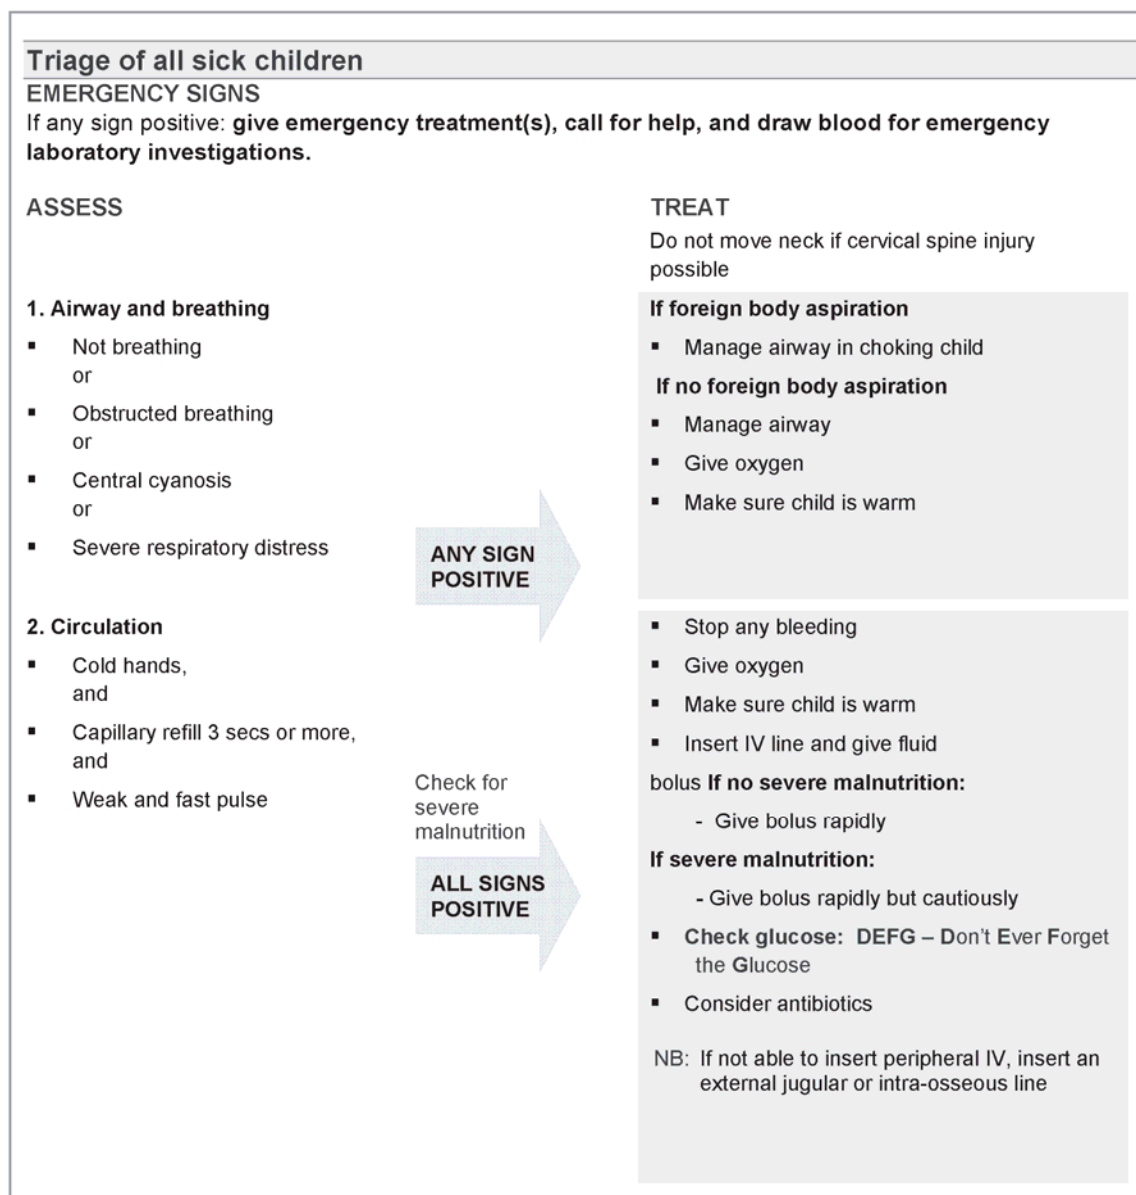 Triage of all sick children
EMERGENCY SIGNS
If any sign positive: give emergency treatment(s), call for help, and draw blood for emergency
laboratory investigations.
ASSESS
TREAT
Do not move neck if cervical spine injury
possible
1. Airway and breathing
▪ Not breathing
or
▪ Obstructed breathing
or
▪ Central cyanosis
or
▪ Severe respiratory distress
ANY SIGN
POSITIVE
If foreign body aspiration
▪ Manage airway in choking child
If no foreign body aspiration
▪ Manage airway
▪ Give oxygen
▪ Make sure child is warm
2. Circulation
▪ Cold hands,
and
▪ Capillary refill 3 secs or more,
and
▪ Weak and fast pulse
Check for
severe
malnutrition
ALL SIGNS
POSITIVE
▪ Stop any bleeding
▪ Give oxygen
▪ Make sure child is warm
▪ Insert IV line and give fluid
bolus If no severe malnutrition:
- Give bolus rapidly
If severe malnutrition:
- Give bolus rapidly but cautiously
▪ Check glucose: DEFG – Don't Ever Forget
the Glucose
▪ Consider antibiotics
NB: If not able to insert peripheral IV, insert an
external jugular or intra-osseous line